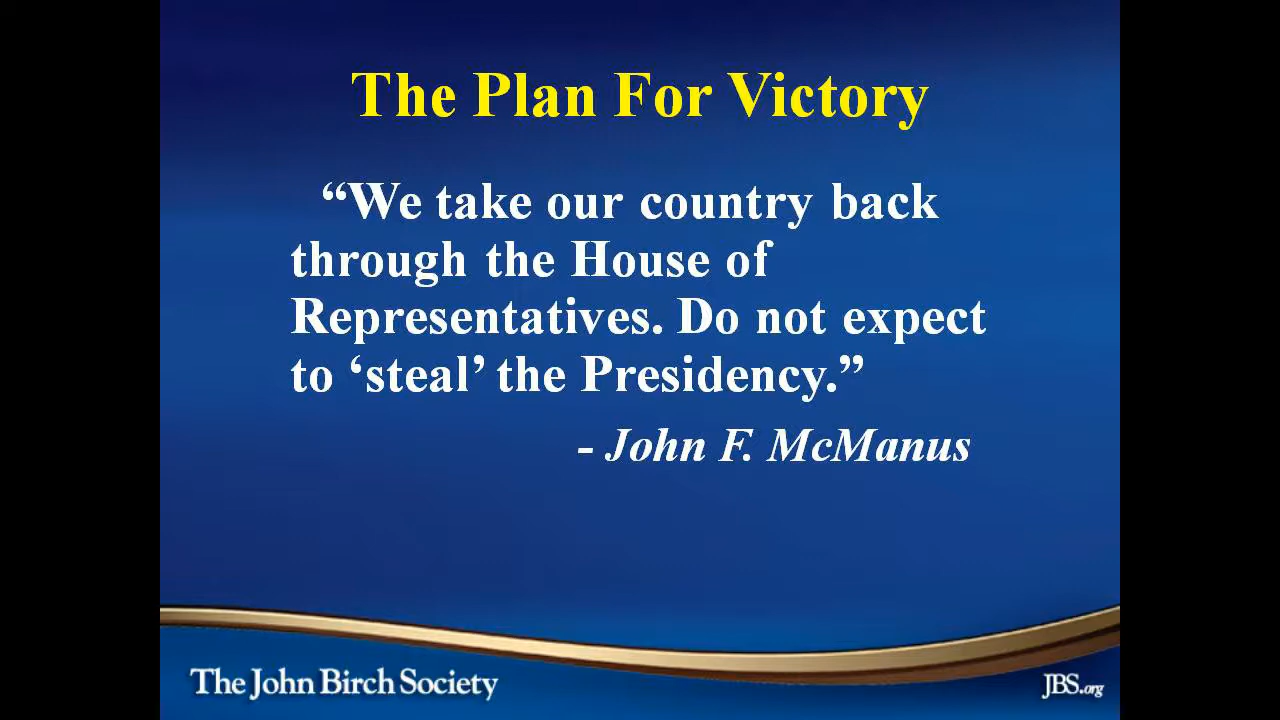 The Plan For Victory
“We take our country back
through the House of
Representatives. Do not expect
to ‘steal’ the Presidency.”
- John F. McManus
The John Birch Society
JBS.org